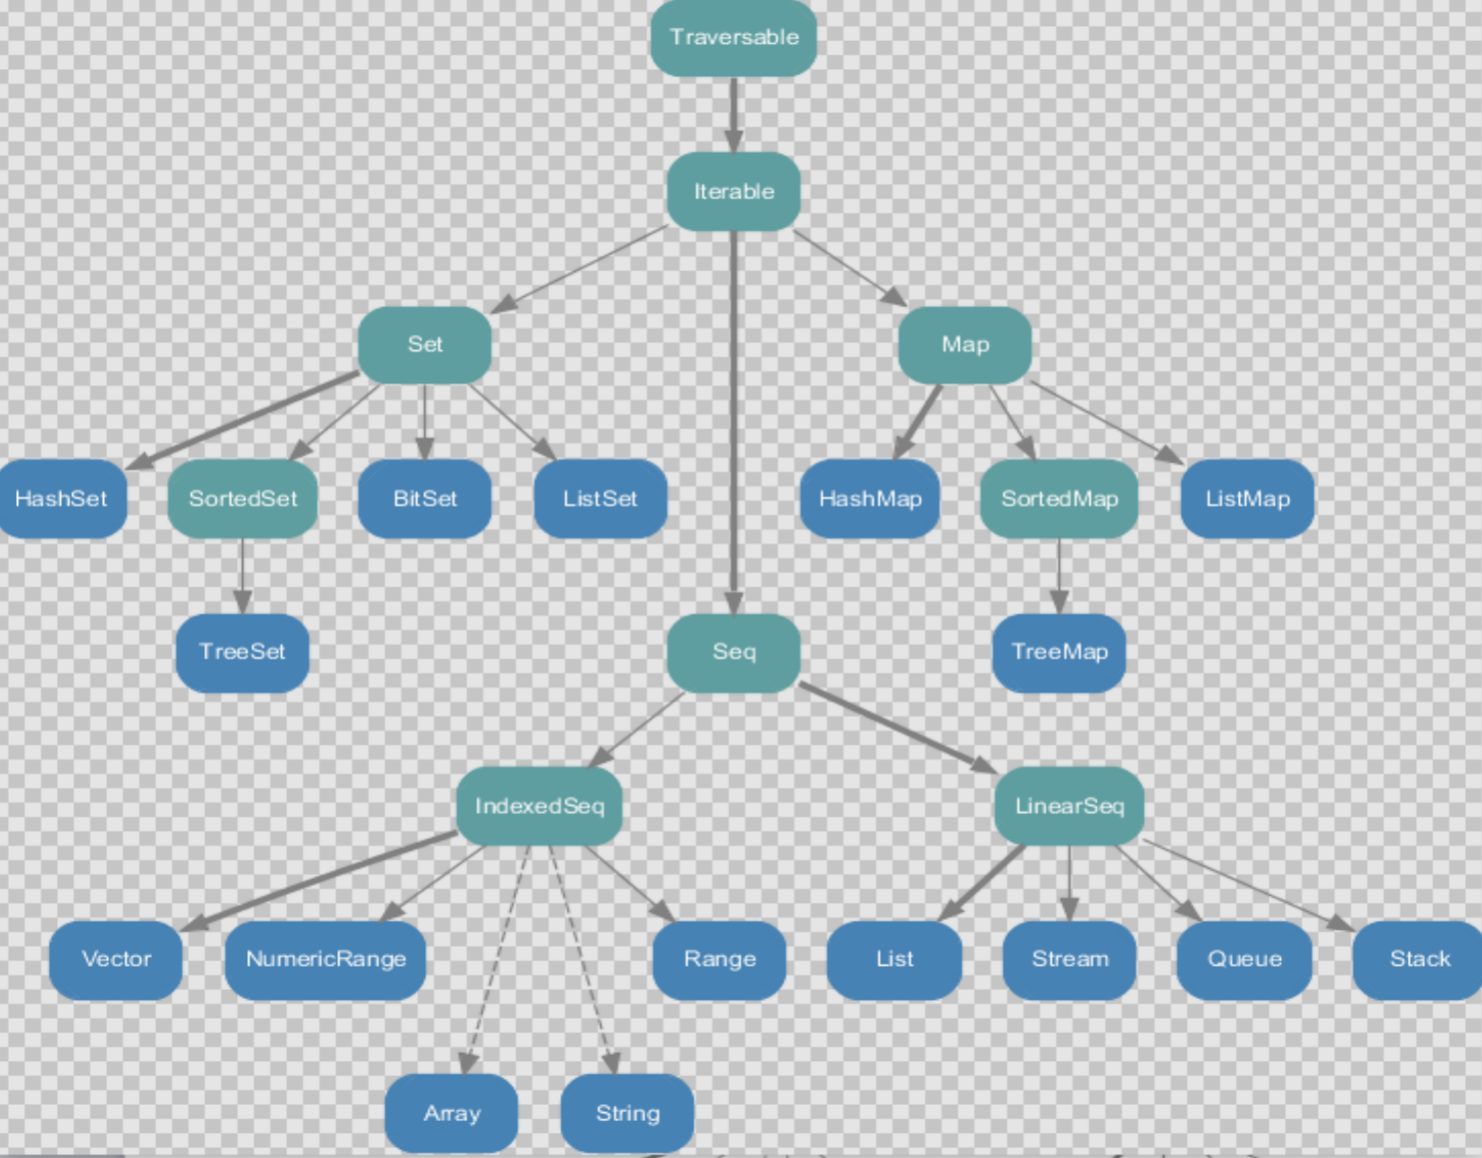 Traversable
Iterable
Set
Map
HashSet
SortedSet
BitSet
ListSet
HashMap
SortedMap
ListMap
TreeSet
Seq
TreeMap
IndexedSeq
LinearSeq
Vector
NumericRange
Range
List
Stream
Queue
Stack
Array
String